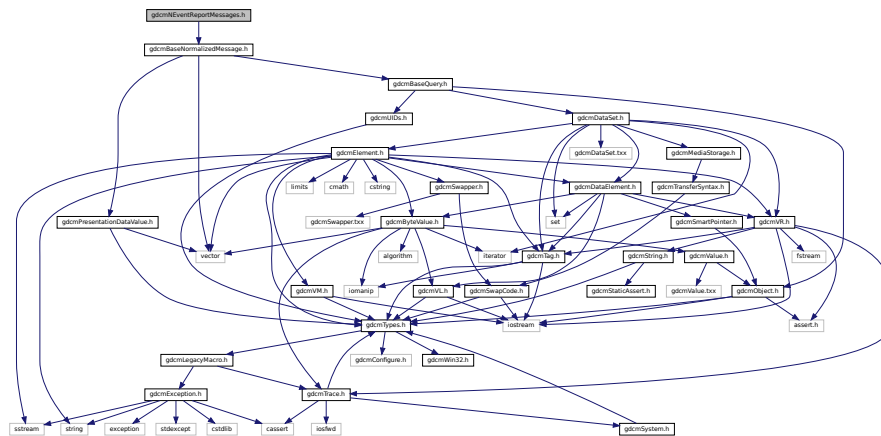 gdcmNEventReportMessages.h
gdcmBaseNormalizedMessage.h
gdcmBaseQuery.h
gdcmUIDs.h
gdcmDataSet.h
gdcmElement.h
gdcmDataSet.txx
gdcmMediaStorage.h
limits
cmath
cstring
gdcmSwapper.h
gdcmDataElement.h
gdcmTransferSyntax.h
gdcmPresentationDataValue.h
gdcmSwapper.txx
gdcmByteValue.h
set
gdcmSmartPointer.h
gdcmVR.h
vector
algorithm
iterator
gdcmTag.h
gdcmString.h
gdcmValue.h
fstream
gdcmVM.h
iomanip
gdcmVL.h
gdcmSwapCode.h
gdcmStaticAssert.h
gdcmValue.txx
gdcmObject.h
gdcmTypes.h
iostream
assert.h
gdcmLegacyMacro.h
gdcmConfigure.h
gdcmWin32.h
gdcmException.h
gdcmTrace.h
sstream
string
exception
stdexcept
cstdlib
cassert
iosfwd
gdcmSystem.h